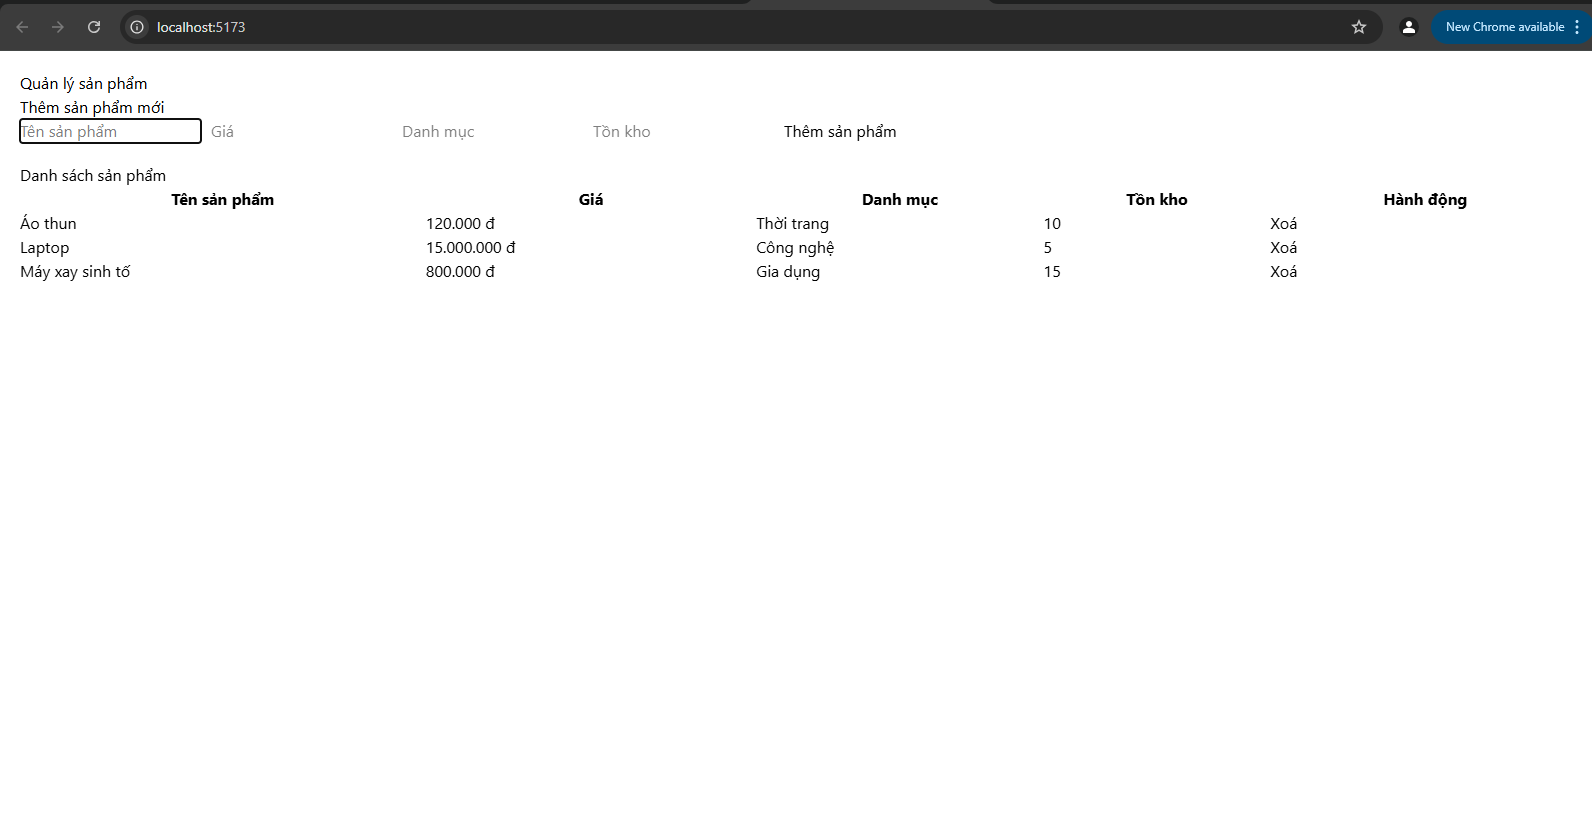 localhost:5173
New Chrome available
Quản lý sản phẩm
Thêm sản phẩm mới
Tên sản phẩm Giá Danh mục Tồn kho Thêm sản phẩm
Danh sách sản phẩm
Tên sản phẩm Giá Danh mục Tồn kho Hành động
Áo thun 120.000 đ Thời trang 10 Xoá
Laptop 15.000.000 đ Công nghệ 5 Xoá
Máy xay sinh tố 800.000 đ Gia dụng 15 Xoá